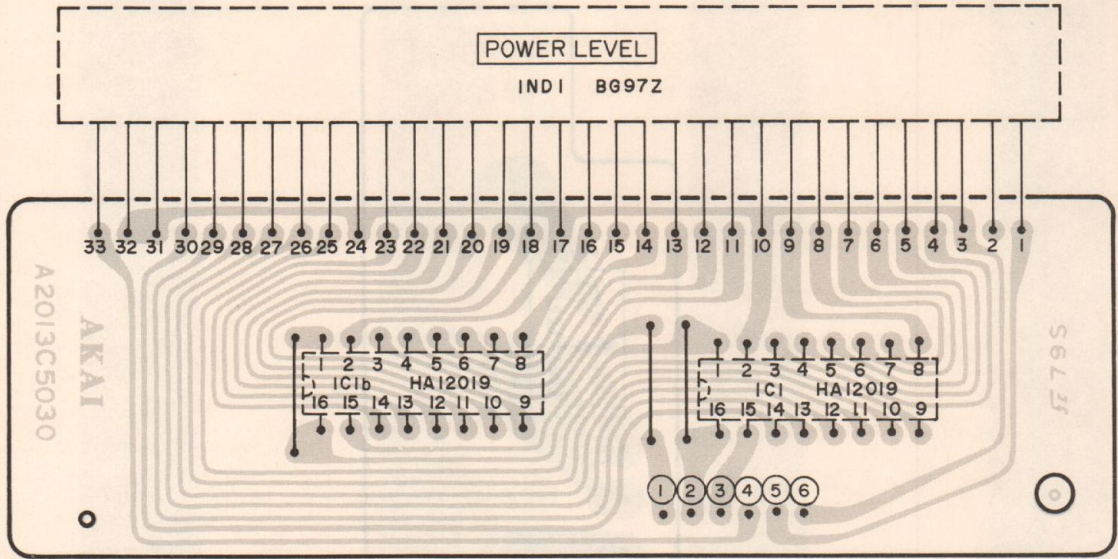 POWER LEVEL
IND1 BG97Z
33 32 31 30 29 28 27 26 25 24 23 22 21 20 19 18 17 16 15 14 13 12 11 10 9 8 7 6 5 4 3 2 1
A2013C5030
AKAI
1 2 3 4 5 6 7 8
IC1b HA12019
16 15 14 13 12 11 10 9
1 2 3 4 5 6 7 8
IC1 HA12019
16 15 14 13 12 11 10 9
1 2 3 4 5 6